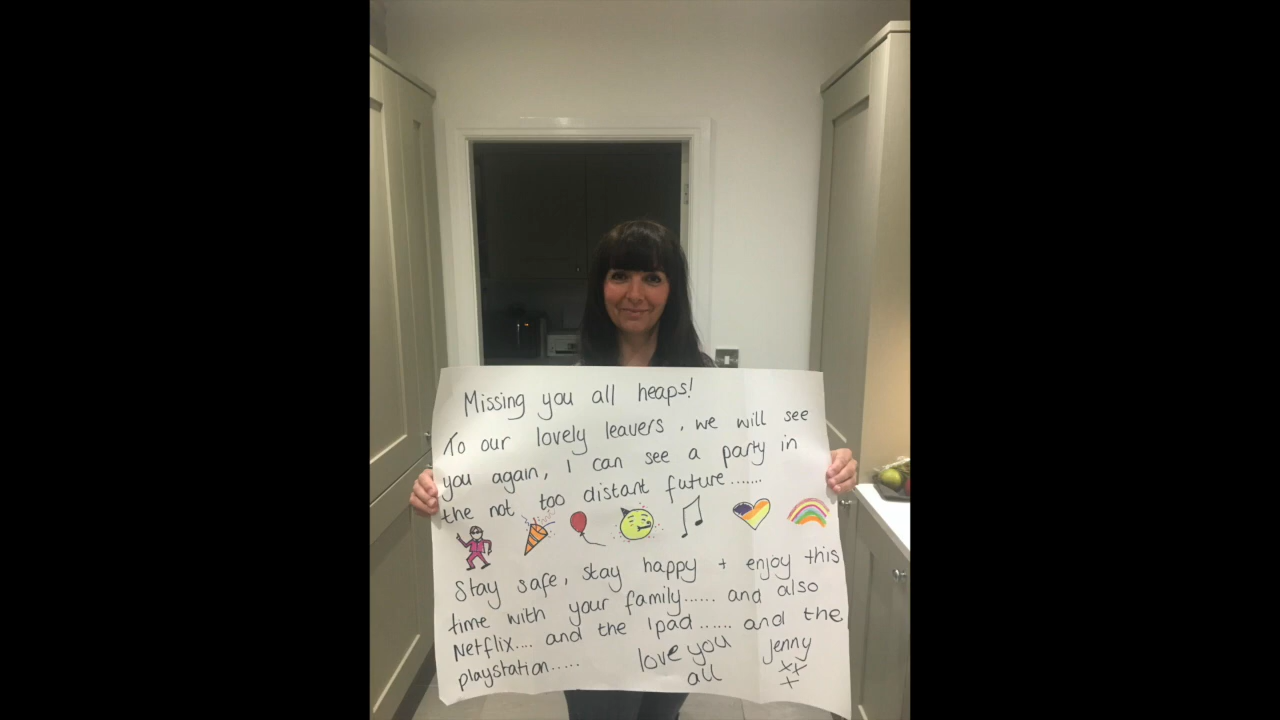 Missing you all heaps!
To our lovely leavers, we will see
you again, I can see a party in
the not too distant future.......
Stay safe, stay happy + enjoy this
time with your family...... and also
Netflix.... and the Ipad...... and the
playstation.....
love you
all
Jenny
xx
x